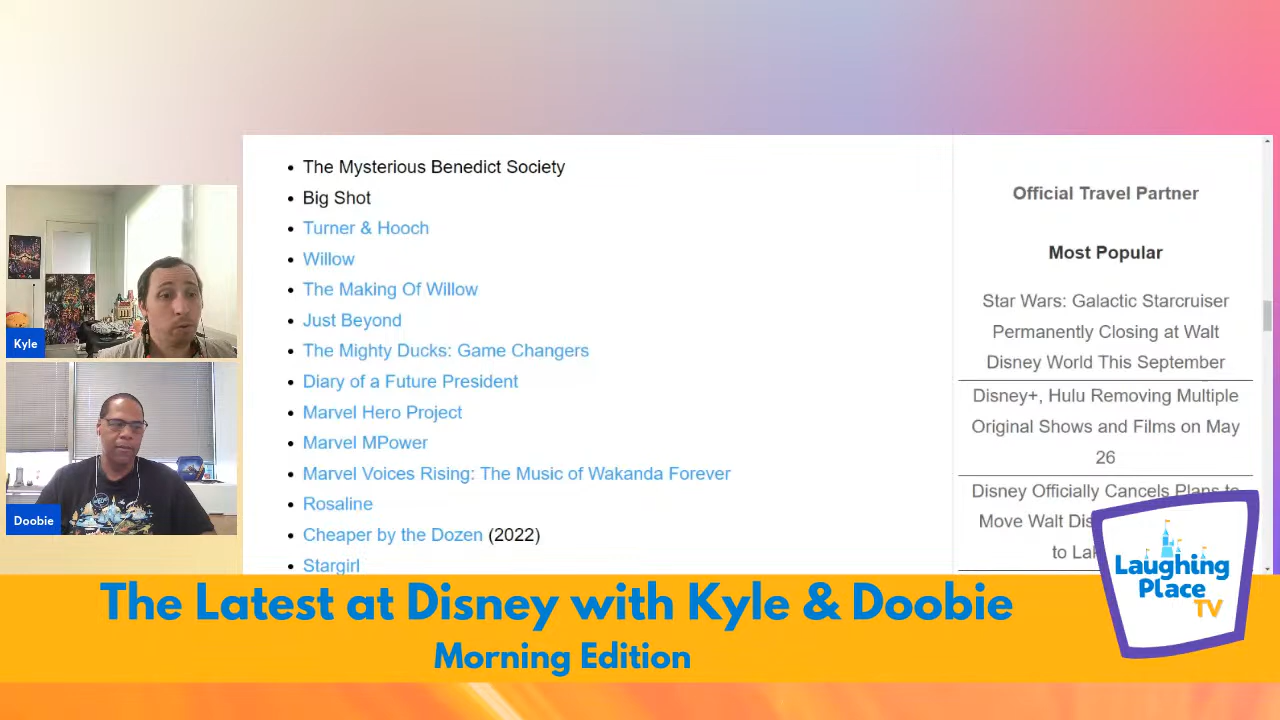 The Mysterious Benedict Society
Big Shot
Turner & Hooch
Willow
The Making Of Willow
Just Beyond
The Mighty Ducks: Game Changers
Diary of a Future President
Marvel Hero Project
Marvel MPower
Marvel Voices Rising: The Music of Wakanda Forever
Rosaline
Cheaper by the Dozen (2022)
Stargirl
Official Travel Partner
Most Popular
Star Wars: Galactic Starcruiser
Permanently Closing at Walt
Disney World This September
Disney+, Hulu Removing Multiple
Original Shows and Films on May
26
Disney Officially Cancels Plans to
Move Walt Dis
to La
Kyle
Doobie
The Latest at Disney with Kyle & Doobie
Morning Edition
Laughing
Place
TV